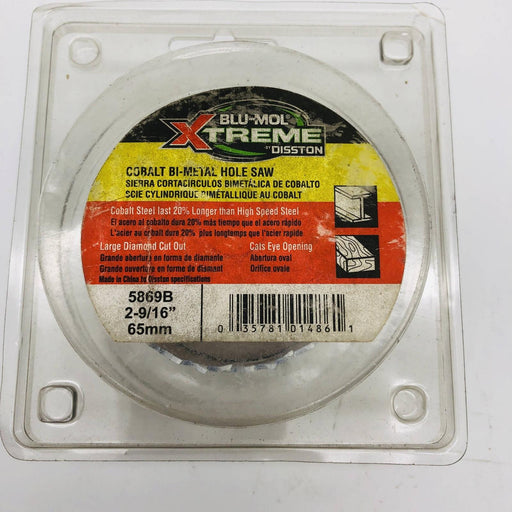 BLU-MOL
XTREME
BY DISSTON
COBALT BI-METAL HOLE SAW
SIERRA CORTACIRCULOS BIMETÁLICA DE COBALTO
SCIE CYLINDRIQUE BIMÉTALLIQUE AU COBALT
Cobalt Steel last 20% Longer than High Speed Steel
El acero al cobalto dura 20% más tiempo que el acero rápido
L'acier au cobalt dure 20% plus longtemps que l'acier rapide
Large Diamond Cut Out
Grande abertura en forma de diamante
Grande ouverture en forme de diamant
Made in China to Disston specifications
Cats Eye Opening
Abertura oval
Orifice ovale
5869B
2-9/16"
65mm
0 35781 01486 1